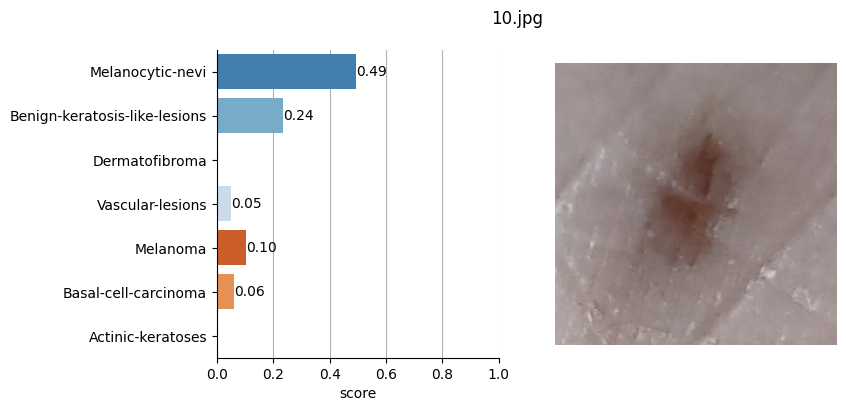 10.jpg
Melanocytic-nevi 0.49
Benign-keratosis-like-lesions 0.24
Dermatofibroma
Vascular-lesions 0.05
Melanoma 0.10
Basal-cell-carcinoma 0.06
Actinic-keratoses
0.0 0.2 0.4 0.6 0.8 1.0
score